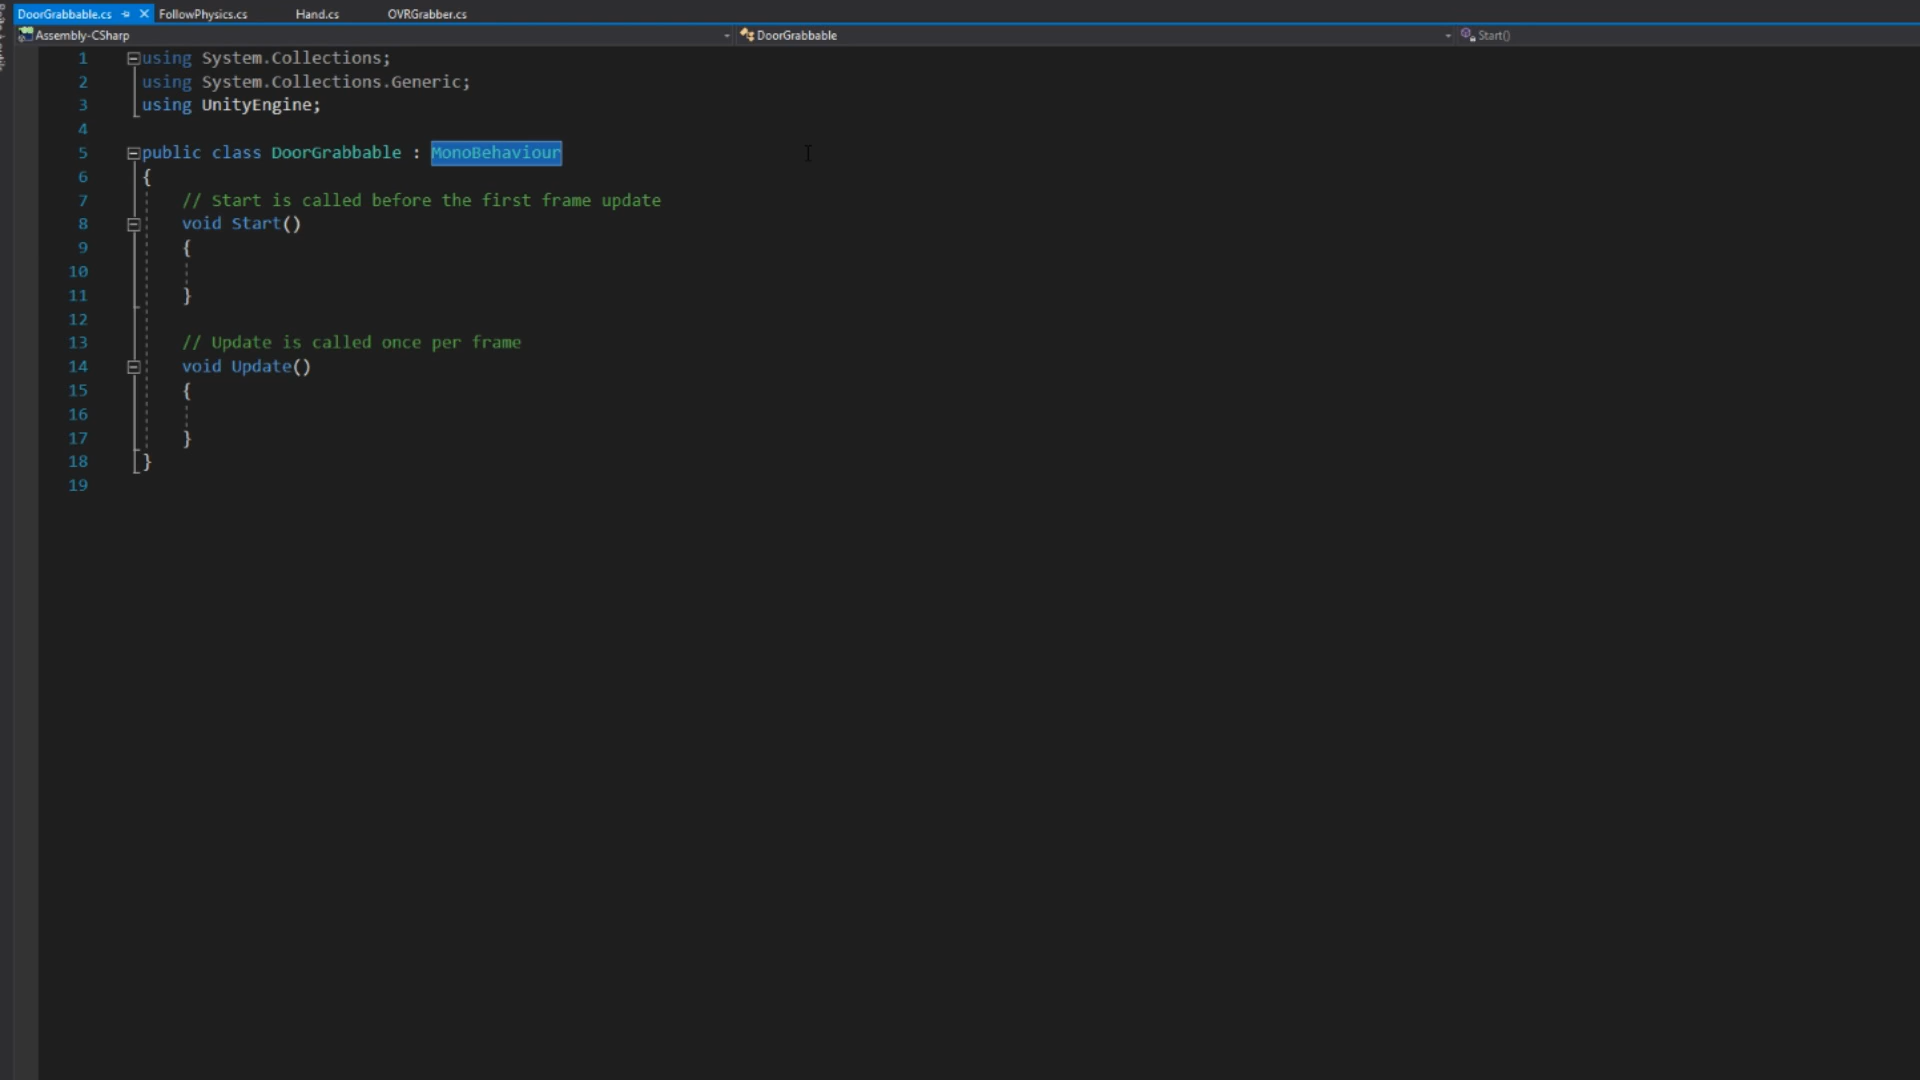 DoorGrabbable.cs FollowPhysics.cs Hand.cs OVRGrabber.cs
Assembly-CSharp DoorGrabbable Start()
1 using System.Collections;
2 using System.Collections.Generic;
3 using UnityEngine;
4
5 public class DoorGrabbable : MonoBehaviour
6 {
7 // Start is called before the first frame update
8 void Start()
9 {
10
11 }
12
13 // Update is called once per frame
14 void Update()
15 {
16
17 }
18 }
19